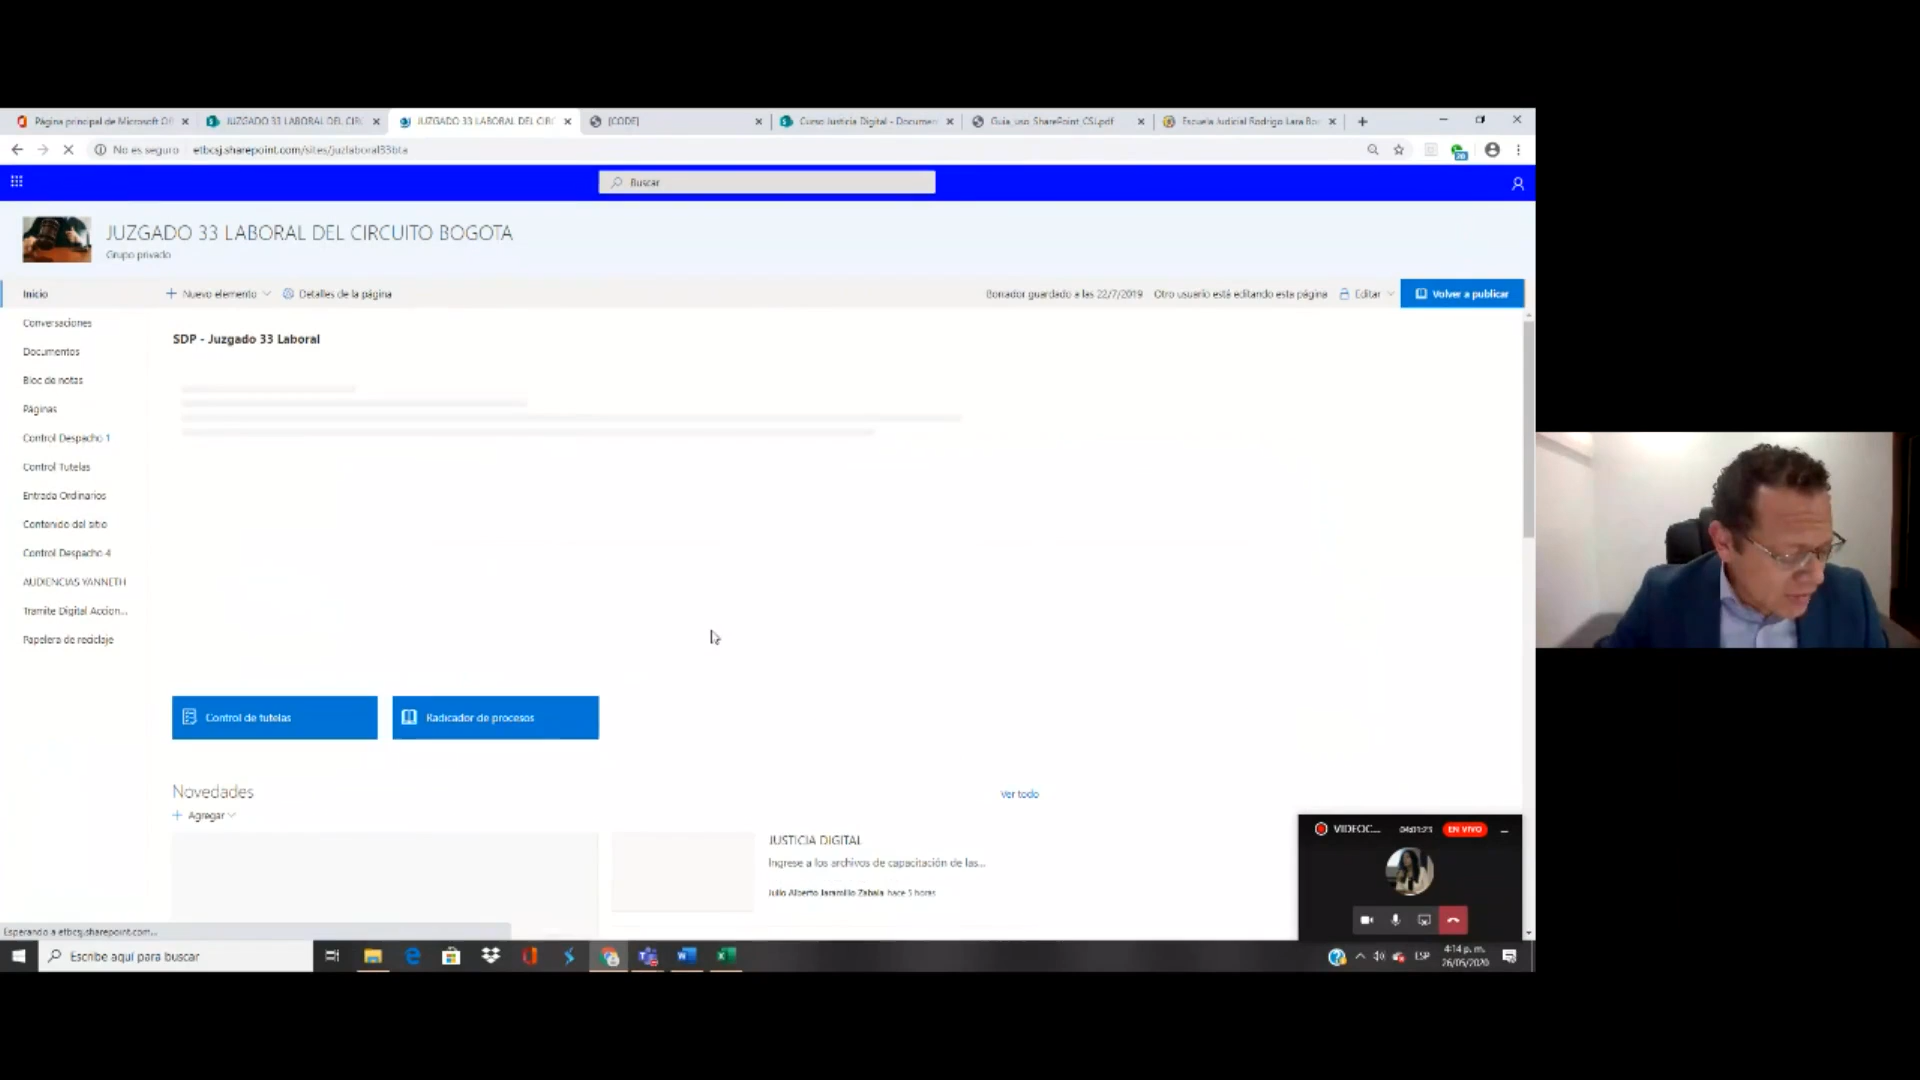 Página principal de Microsoft Of
JUZGADO 33 LABORAL DEL CIR
JUZGADO 33 LABORAL DEL CIRC
[CODE]
Curso Justicia Digital - Documen
Guia_uso_SharePoint_CSJ.pdf
Escuela Judicial Rodrigo Lara Bo
No es seguro
etbcsj.sharepoint.com/sites/juzlaboral33bta
Buscar
JUZGADO 33 LABORAL DEL CIRCUITO BOGOTA
Grupo privado
Inicio
Nuevo elemento
Detalles de la página
Borrador guardado a las 22/7/2019
Otro usuario está editando esta página
Editar
Volver a publicar
Conversaciones
Documentos
Bloc de notas
Páginas
Control Despacho 1
Control Tutelas
Entrada Ordinarios
Contenido del sitio
Control Despacho 4
AUDIENCIAS YANNETH
Tramite Digital Accion...
Papelera de reciclaje
SDP - Juzgado 33 Laboral
Control de tutelas
Radicador de procesos
Novedades
Ver todo
Agregar
JUSTICIA DIGITAL
Ingrese a los archivos de capacitación de las...
Julio Alberto Jaramillo Zabala hace 5 horas
VIDEOC...
04:01:23
EN VIVO
Esperando a etbcsj.sharepoint.com...
Escribe aquí para buscar
ESP
4:14 p. m.
26/05/2020